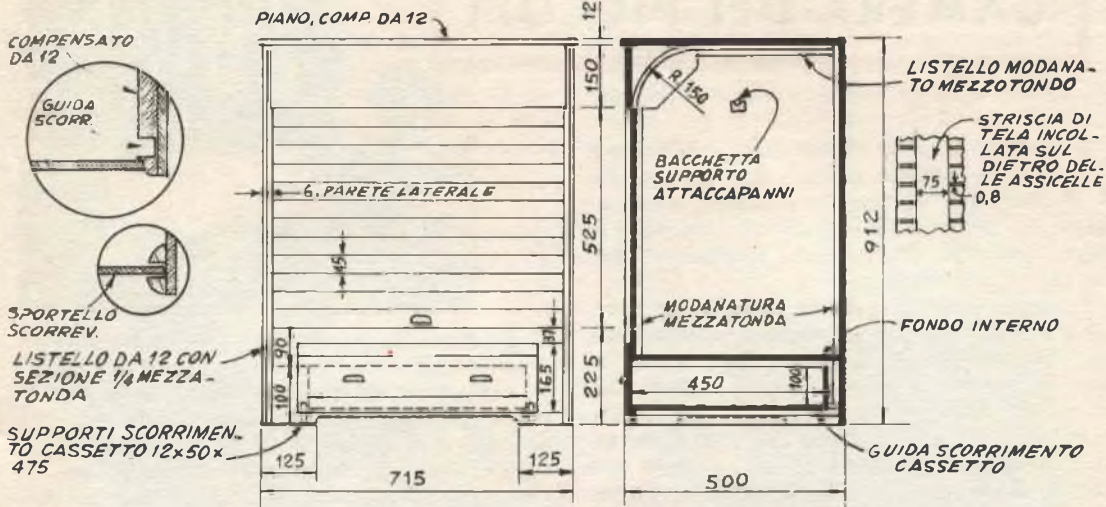 PIANO, COMP. DA 12
12
COMPENSATO
DA 12
GUIDA
SCORR.
150
R 150
LISTELLO MODANA-
TO MEZZOTONDO
STRISCIA DI
TELA INCOL-
LATA SUL
DIETRO DEL-
LE ASSICELLE
75
0,8
BACCHETTA
SUPPORTO
ATTACCAPANNI
6. PARETE LATERALE
525
912
45
SPORTELLO
SCORREV.
MODANATURA
MEZZATONDA
FONDO INTERNO
LISTELLO DA 12 CON
SEZIONE 1/4 MEZZA-
TONDA
90
37
100
165
225
450
100
SUPPORTI SCORRIMEN-
TO CASSETTO 12x50x
475
125
125
715
500
GUIDA SCORRIMENTO
CASSETTO